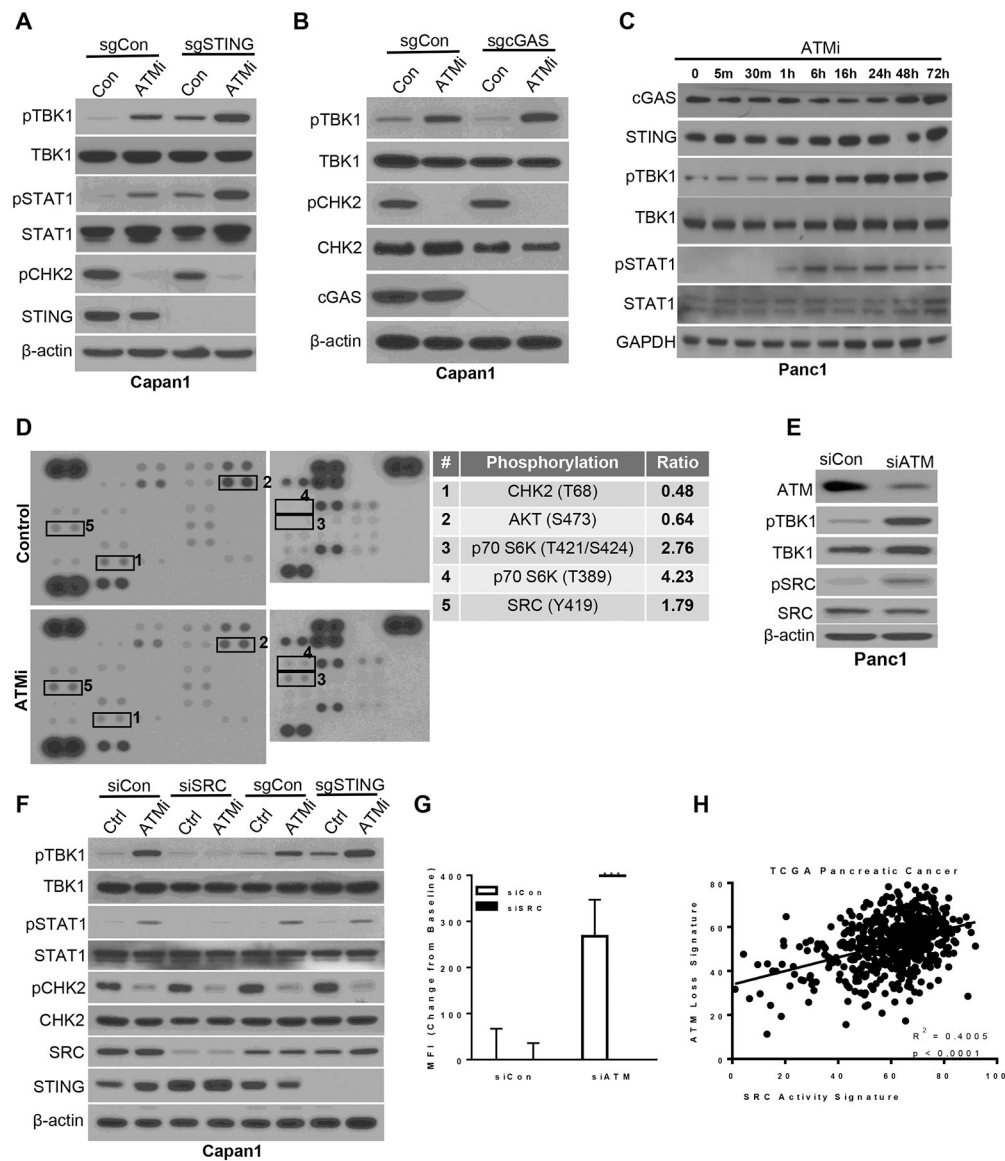 A
sgCon sgSTING
Con ATMi Con ATMi
pTBK1
TBK1
pSTAT1
STAT1
pCHK2
STING
β-actin
Capan1
B
sgCon sgcGAS
Con ATMi Con ATMi
pTBK1
TBK1
pCHK2
CHK2
cGAS
β-actin
Capan1
C
ATMi
0 5m 30m 1h 6h 16h 24h 48h 72h
cGAS
STING
pTBK1
TBK1
pSTAT1
STAT1
GAPDH
Panc1
D
Control
2
5
1
4
3
ATMi
2
5
1
4
3
# Phosphorylation Ratio
1 CHK2 (T68) 0.48
2 AKT (S473) 0.64
3 p70 S6K (T421/S424) 2.76
4 p70 S6K (T389) 4.23
5 SRC (Y419) 1.79
E
siCon siATM
ATM
pTBK1
TBK1
pSRC
SRC
β-actin
Panc1
F
siCon siSRC sgCon sgSTING
Ctrl ATMi Ctrl ATMi Ctrl ATMi Ctrl ATMi
pTBK1
TBK1
pSTAT1
STAT1
pCHK2
CHK2
SRC
STING
β-actin
Capan1
G
MFI (Change from Baseline)
400
300
200
100
0
siCon
siSRC
***
siCon siATM
H
TCGA Pancreatic Cancer
ATM Loss Signature
80
60
40
20
0
R² = 0.4005
p < 0.0001
0 20 40 60 80 100
SRC Activity Signature